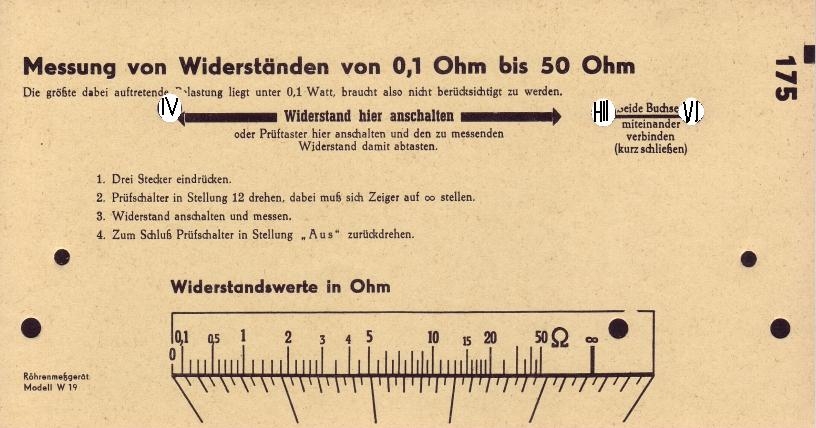 Messung von Widerständen von 0,1 Ohm bis 50 Ohm
175
Die größte dabei auftretende Belastung liegt unter 0,1 Watt, braucht also nicht berücksichtigt zu werden.
IV
Widerstand hier anschalten
oder Prüftaster hier anschalten und den zu messenden
Widerstand damit abtasten.
HII beide Buchse VI
miteinander
verbinden
(kurz schließen)
1. Drei Stecker eindrücken.
2. Prüfschalter in Stellung 12 drehen, dabei muß sich Zeiger auf ∞ stellen.
3. Widerstand anschalten und messen.
4. Zum Schluß Prüfschalter in Stellung „Aus“ zurückdrehen.
Widerstandswerte in Ohm
0,1 0,5 1 2 3 4 5 10 15 20 50 Ω ∞
0
Röhrenmeßgerät
Modell W 19